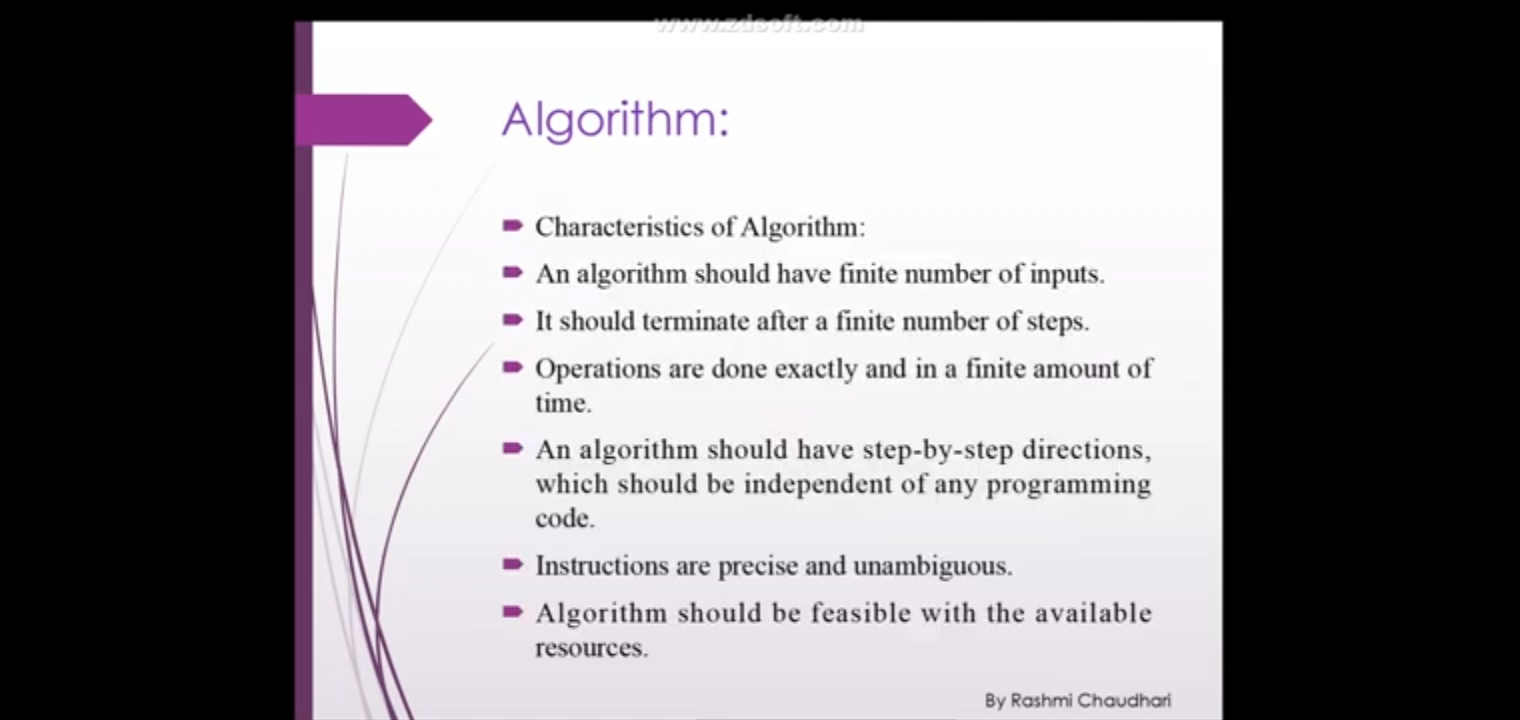 www.zdsoft.com
Algorithm:
Characteristics of Algorithm:
An algorithm should have finite number of inputs.
It should terminate after a finite number of steps.
Operations are done exactly and in a finite amount of
time.
An algorithm should have step-by-step directions,
which should be independent of any programming
code.
Instructions are precise and unambiguous.
Algorithm should be feasible with the available
resources.
By Rashmi Chaudhari